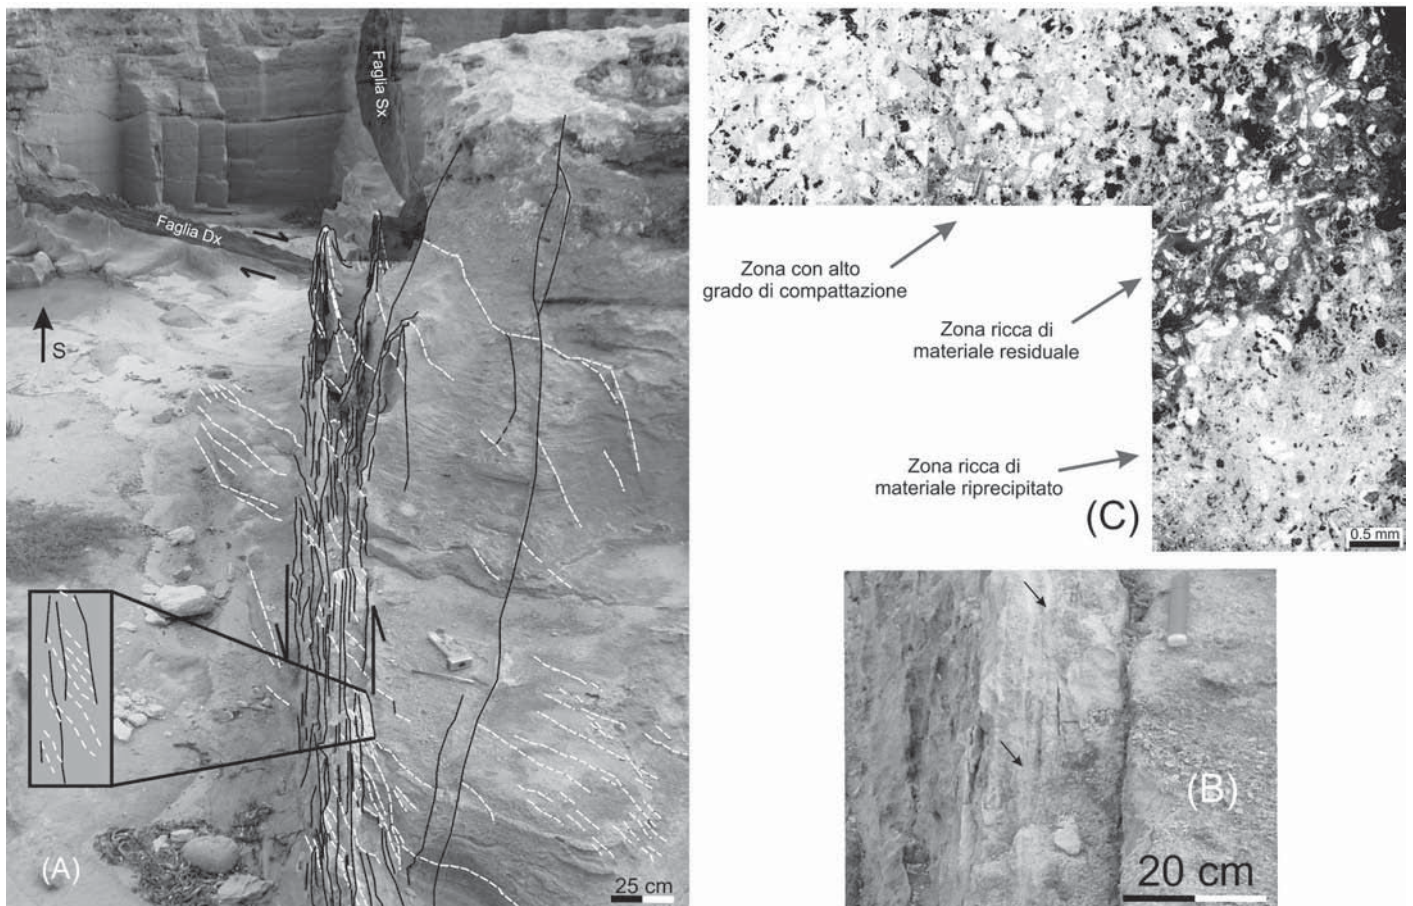 Faglia Sx
Faglia Dx
S
(A)
25 cm
(C)
Zona con alto
grado di compattazione
Zona ricca di
materiale residuale
Zona ricca di
materiale riprecipitato
(C)
0.5 mm
(B)
20 cm